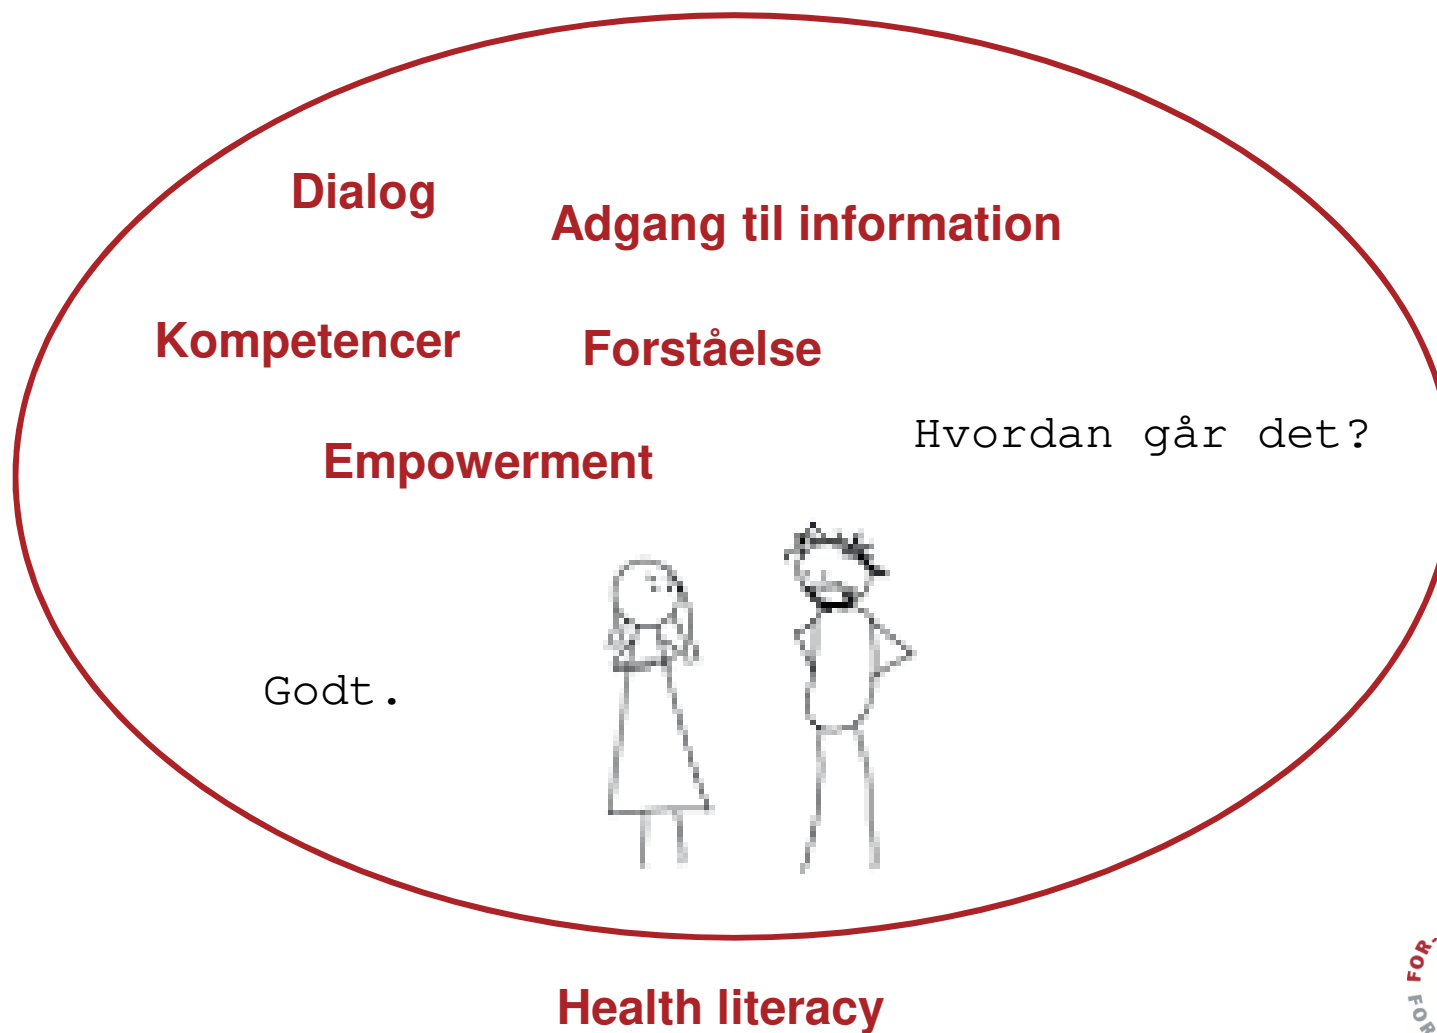 Dialog
Adgang til information
Kompetencer
Forståelse
Hvordan går det?
Empowerment
Godt.
Health literacy